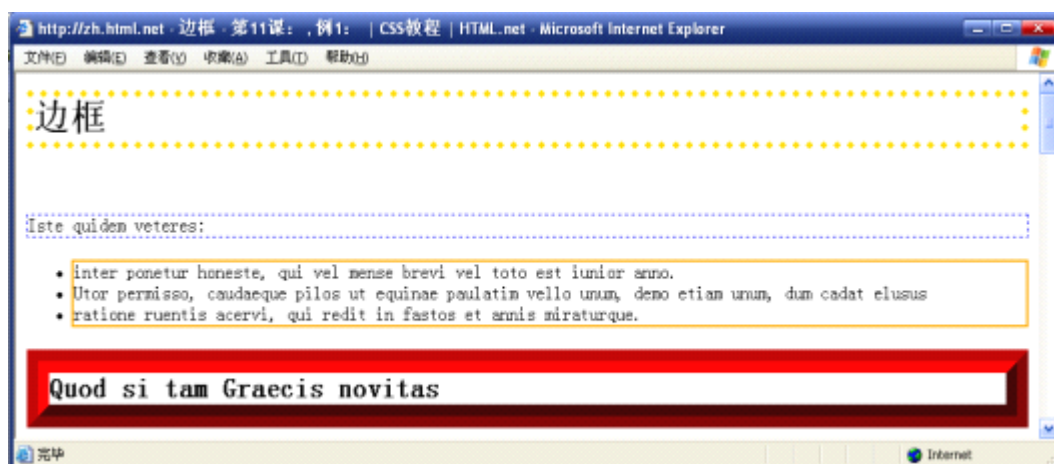 http://zh.html.net - 边框 - 第11课: , 例1: | CSS教程 | HTML.net - Microsoft Internet Explorer
文件(F) 编辑(E) 查看(V) 收藏(A) 工具(T) 帮助(H)
边框
Iste quidem veteres:
inter ponetur honeste, qui vel mense brevi vel toto est iunior anno.
Utor permisso, caudaeque pilos ut equinae paulatim vello unum, demo etiam unum, dum cadat elusus
ratione ruentis acervi, qui redit in fastos et annis miraturque.
Quod si tam Graecis novitas
完毕
Internet